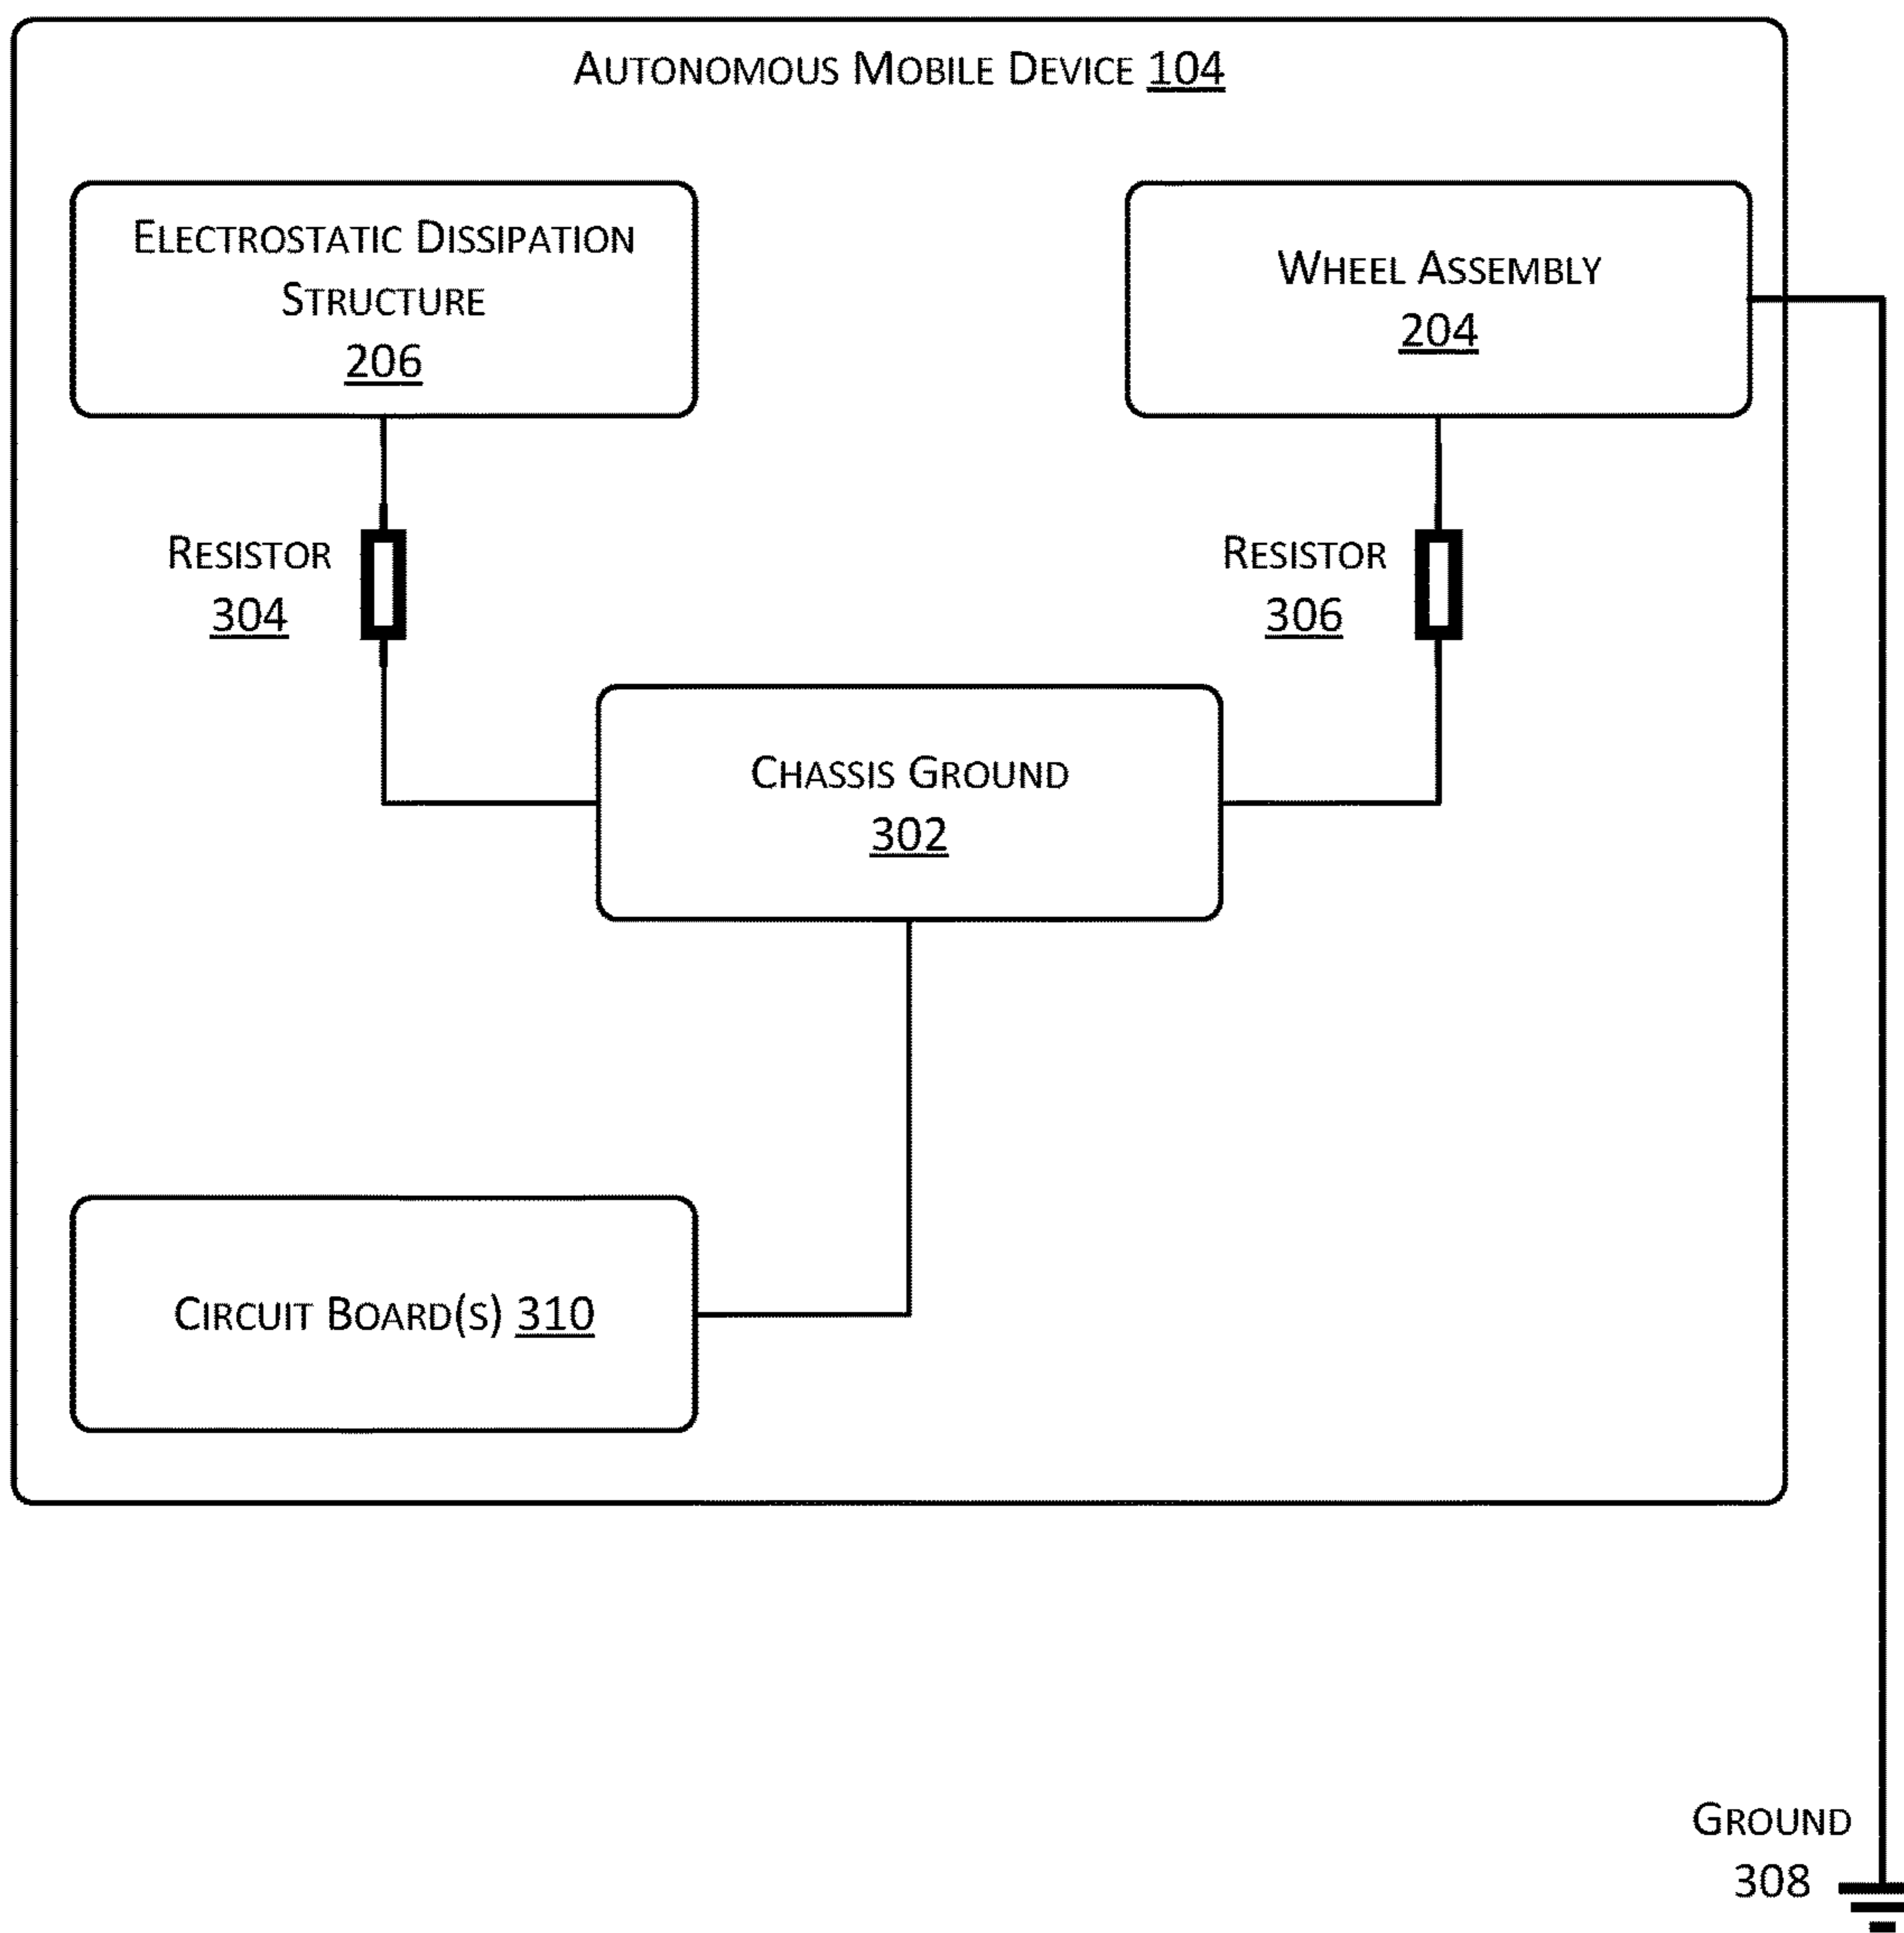 AUTONOMOUS MOBILE DEVICE 104
ELECTROSTATIC DISSIPATION
STRUCTURE
206
WHEEL ASSEMBLY
204
RESISTOR
304
RESISTOR
306
CHASSIS GROUND
302
CIRCUIT BOARD(S) 310
GROUND
308